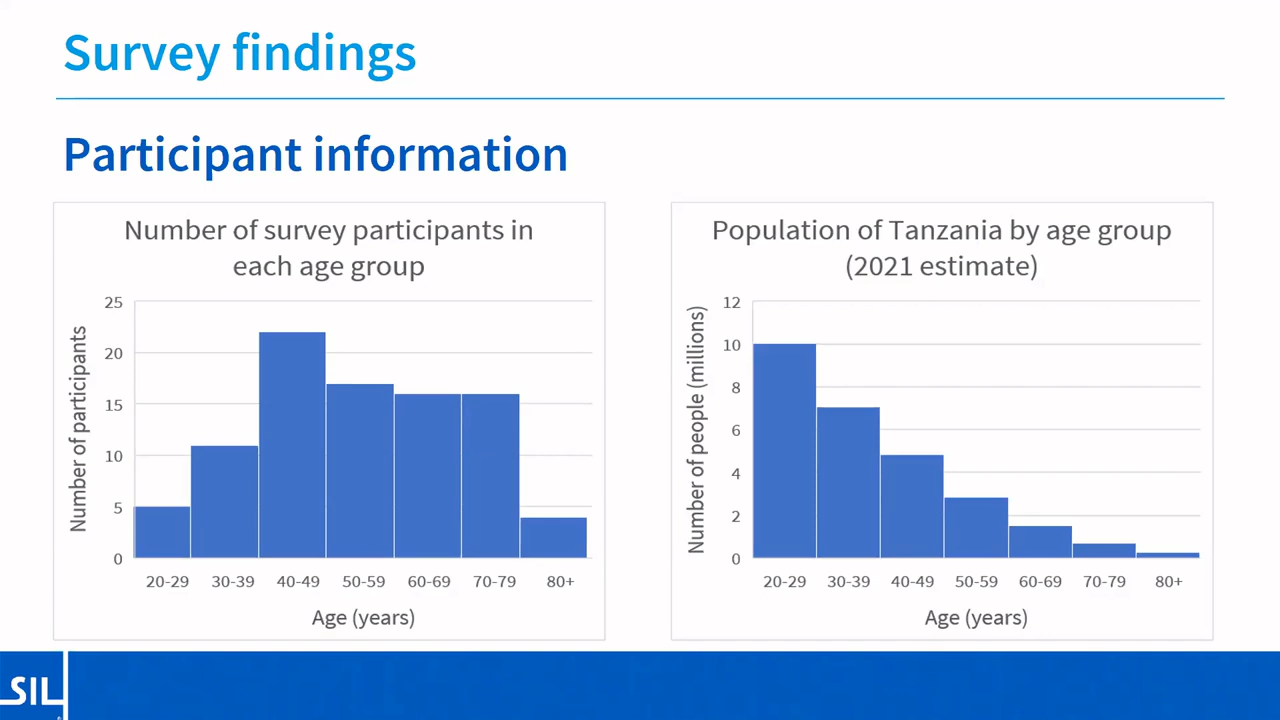 Survey findings
Participant information
Number of survey participants in
each age group
Number of participants
25
20
15
10
5
0
20-29 30-39 40-49 50-59 60-69 70-79 80+
Age (years)
Population of Tanzania by age group
(2021 estimate)
Number of people (millions)
12
10
8
6
4
2
0
20-29 30-39 40-49 50-59 60-69 70-79 80+
Age (years)
SIL